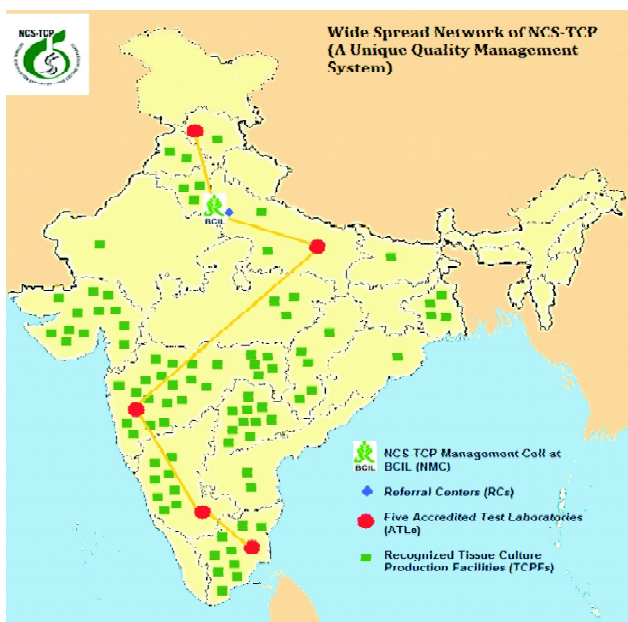 NCS-TCP
Wide Spread Network of NCS-TCP
(A Unique Quality Management
System)
BCIL
NCS TCP Management Cell at
BCIL (NMC)
BCIL
Referral Centers (RCs)
Five Accredited Test Laboratories
(ATLs)
Recognized Tissue Culture
Production Facilities (TCPFs)